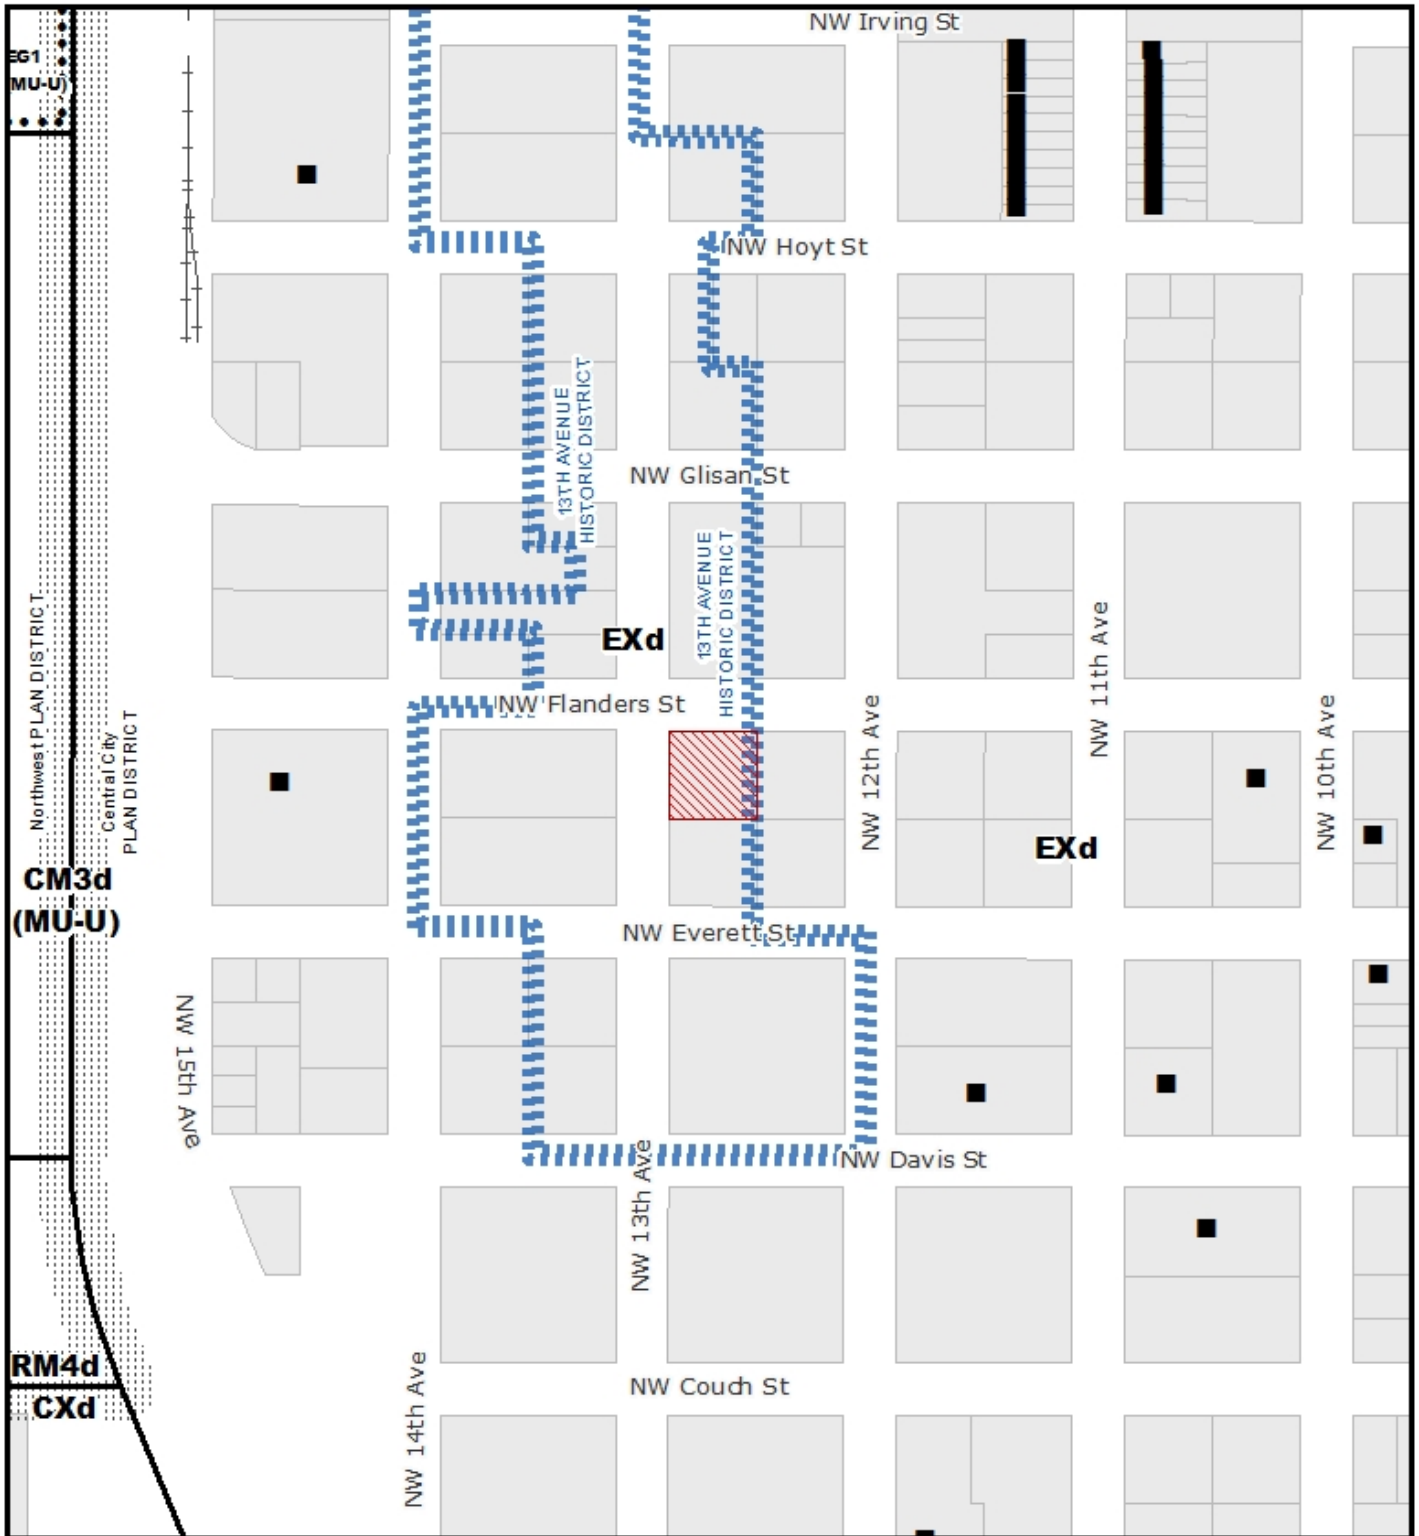 NW Irving St
EG1
(MU-U)
NW Hoyt St
13TH AVENUE
HISTORIC DISTRICT
NW Glisan St
13TH AVENUE
HISTORIC DISTRICT
EXd
NW 11th Ave
Northwest PLAN DISTRICT
Central City
PLAN DISTRICT
NW Flanders St
NW 12th Ave
NW 10th Ave
EXd
CM3d
(MU-U)
NW Everett St
NW 15th Ave
NW Davis St
NW 13th Ave
RM4d
CXd
NW Couch St
NW 14th Ave